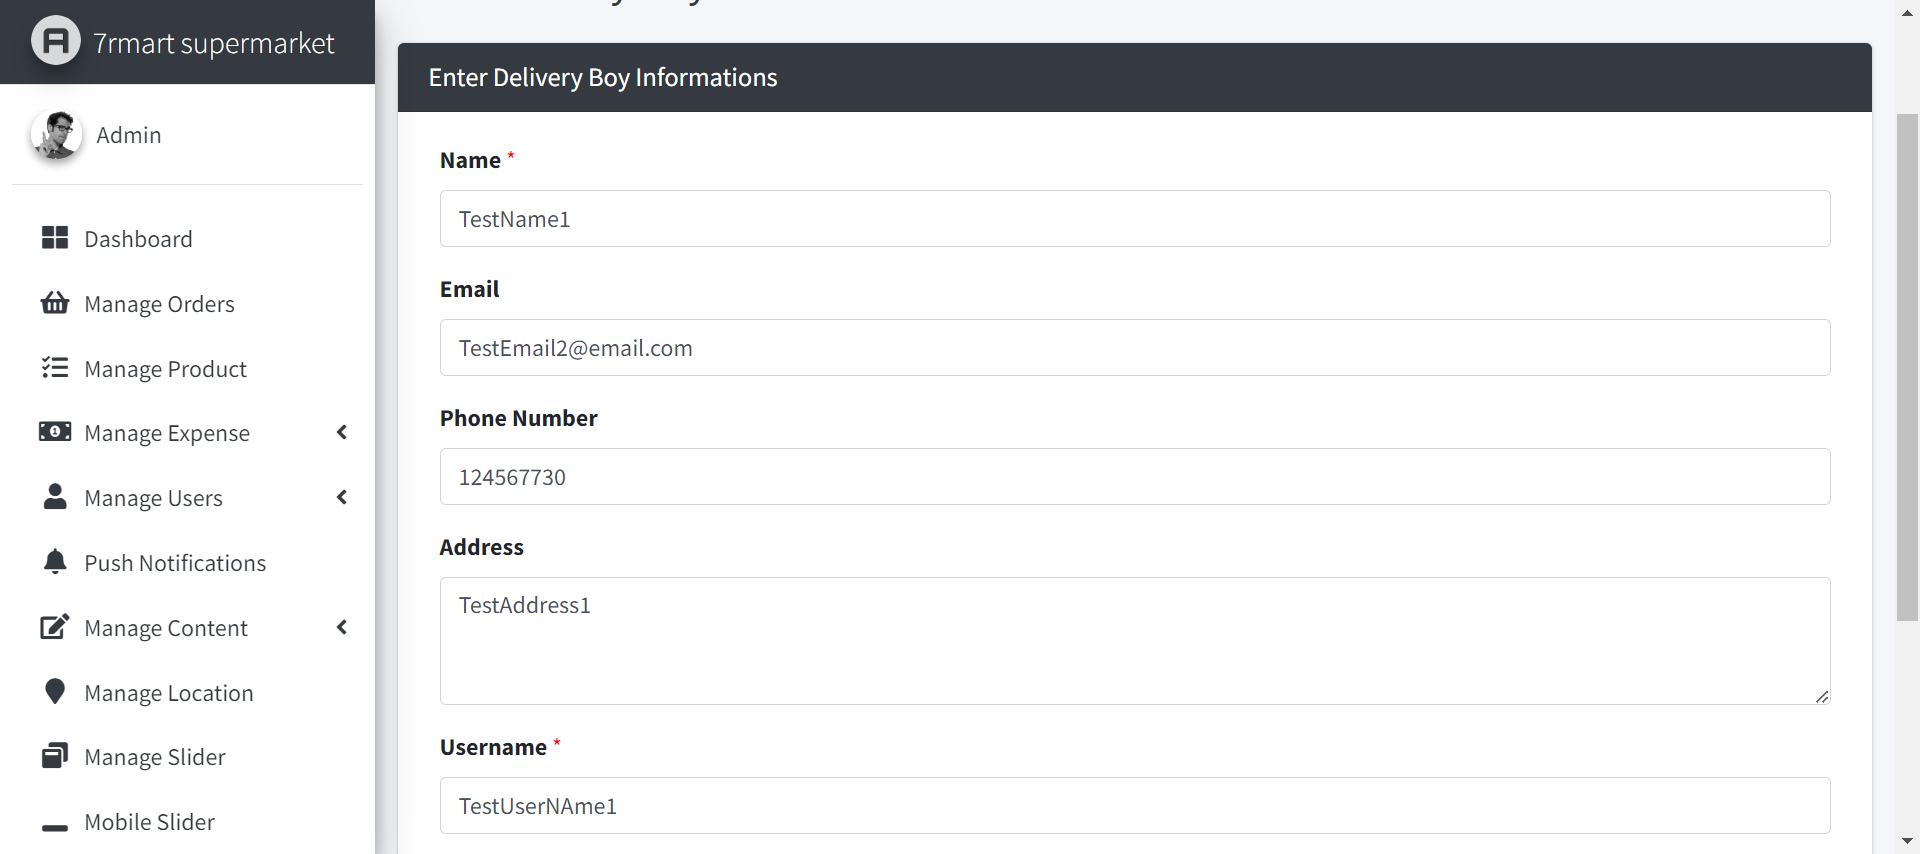 7rmart supermarket
Admin
Dashboard
Manage Orders
Manage Product
Manage Expense
Manage Users
Push Notifications
Manage Content
Manage Location
Manage Slider
Mobile Slider
Enter Delivery Boy Informations
Name *
TestName1
Email
TestEmail2@email.com
Phone Number
124567730
Address
TestAddress1
Username *
TestUserNAme1